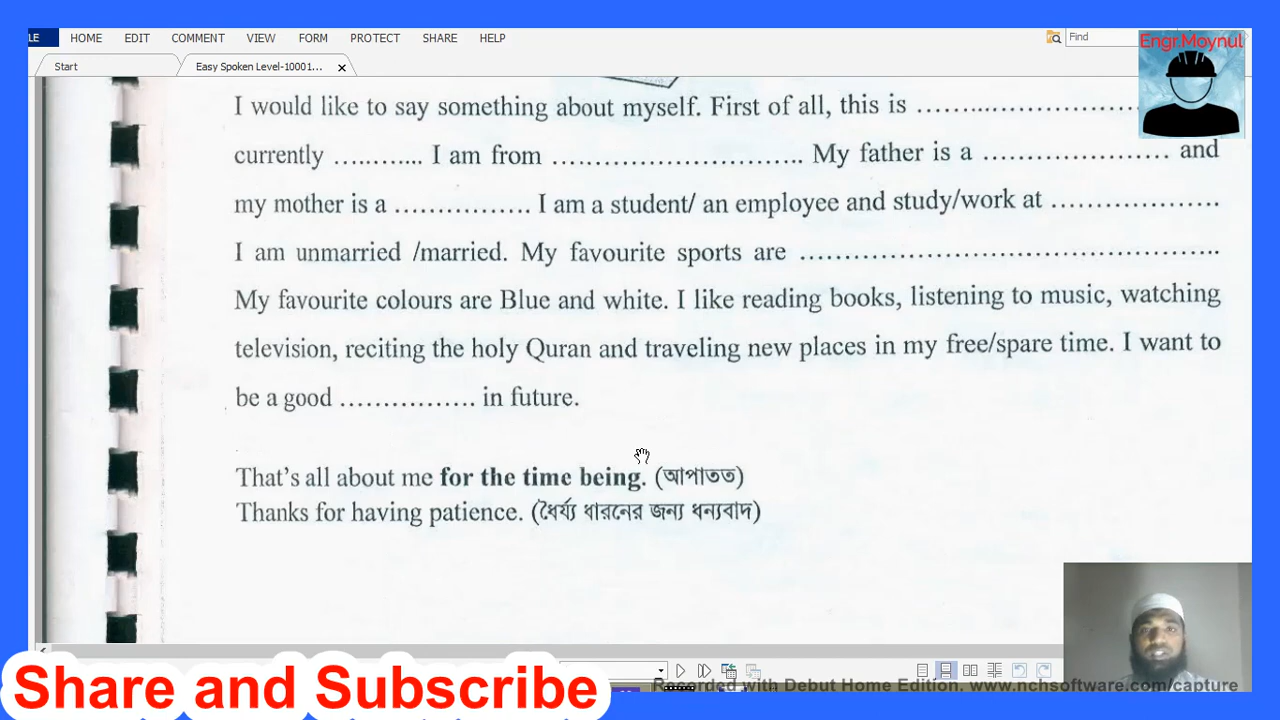 LE HOME EDIT COMMENT VIEW FORM PROTECT SHARE HELP
Find
Engr.Moynul
Start
Easy Spoken Level-10001... x
I would like to say something about myself. First of all, this is ……..………………
currently …..…... I am from ……………………….. My father is a ………………… and
my mother is a ……………. I am a student/ an employee and study/work at ……………….
I am unmarried /married. My favourite sports are ………………………………………..
My favourite colours are Blue and white. I like reading books, listening to music, watching
television, reciting the holy Quran and traveling new places in my free/spare time. I want to
be a good ……………. in future.
That's all about me for the time being. (আপাতত)
Thanks for having patience. (ধৈর্য্য ধারনের জন্য ধন্যবাদ)
Share and Subscribe
Recorded with Debut Home Edition. www.nchsoftware.com/capture